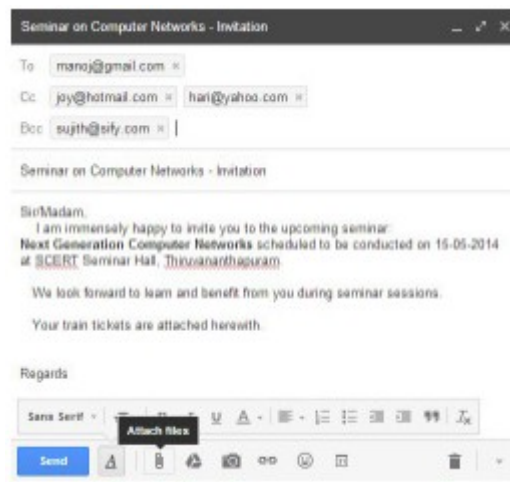 Seminar on Computer Networks - Invitation
To manoj@gmail.com ×
Cc joy@hotmail.com × hari@yahoo.com ×
Bcc sujith@sify.com ×
Seminar on Computer Networks - Invitation
Sir/Madam,
I am immensely happy to invite you to the upcoming seminar
Next Generation Computer Networks scheduled to be conducted on 15-05-2014
at SCERT Seminar Hall, Thiruvananthapuram.
We look forward to learn and benefit from you during seminar sessions.
Your train tickets are attached herewith.
Regards
Sans Serif
Attach files
Send